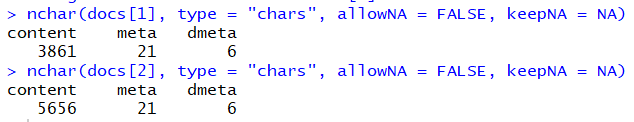 > nchar(docs[1], type = "chars", allowNA = FALSE, keepNA = NA)
content meta dmeta
3861 21 6
> nchar(docs[2], type = "chars", allowNA = FALSE, keepNA = NA)
content meta dmeta
5656 21 6